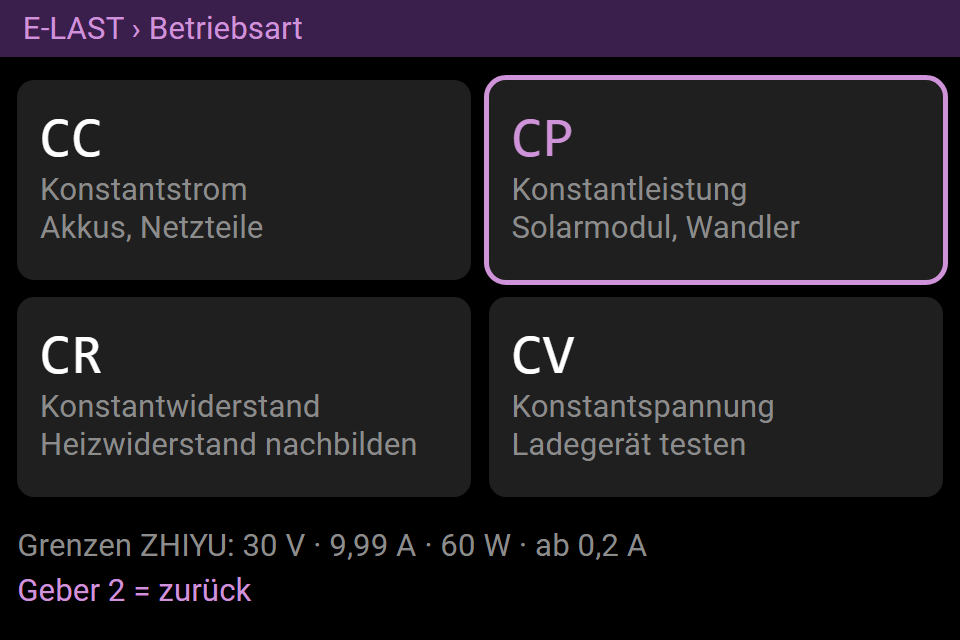 E-LAST › Betriebsart
CC
Konstantstrom
Akkus, Netzteile
CP
Konstantleistung
Solarmodul, Wandler
CR
Konstantwiderstand
Heizwiderstand nachbilden
CV
Konstantspannung
Ladegerät testen
Grenzen ZHIYU: 30 V · 9,99 A · 60 W · ab 0,2 A
Geber 2 = zurück